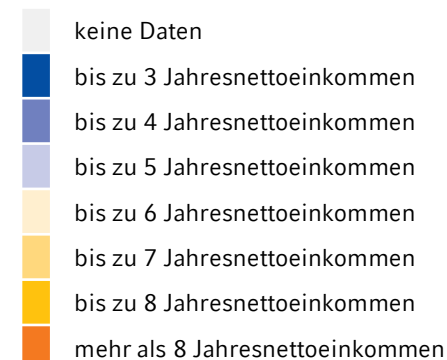 keine Daten
bis zu 3 Jahresnettoeinkommen
bis zu 4 Jahresnettoeinkommen
bis zu 5 Jahresnettoeinkommen
bis zu 6 Jahresnettoeinkommen
bis zu 7 Jahresnettoeinkommen
bis zu 8 Jahresnettoeinkommen
mehr als 8 Jahresnettoeinkommen